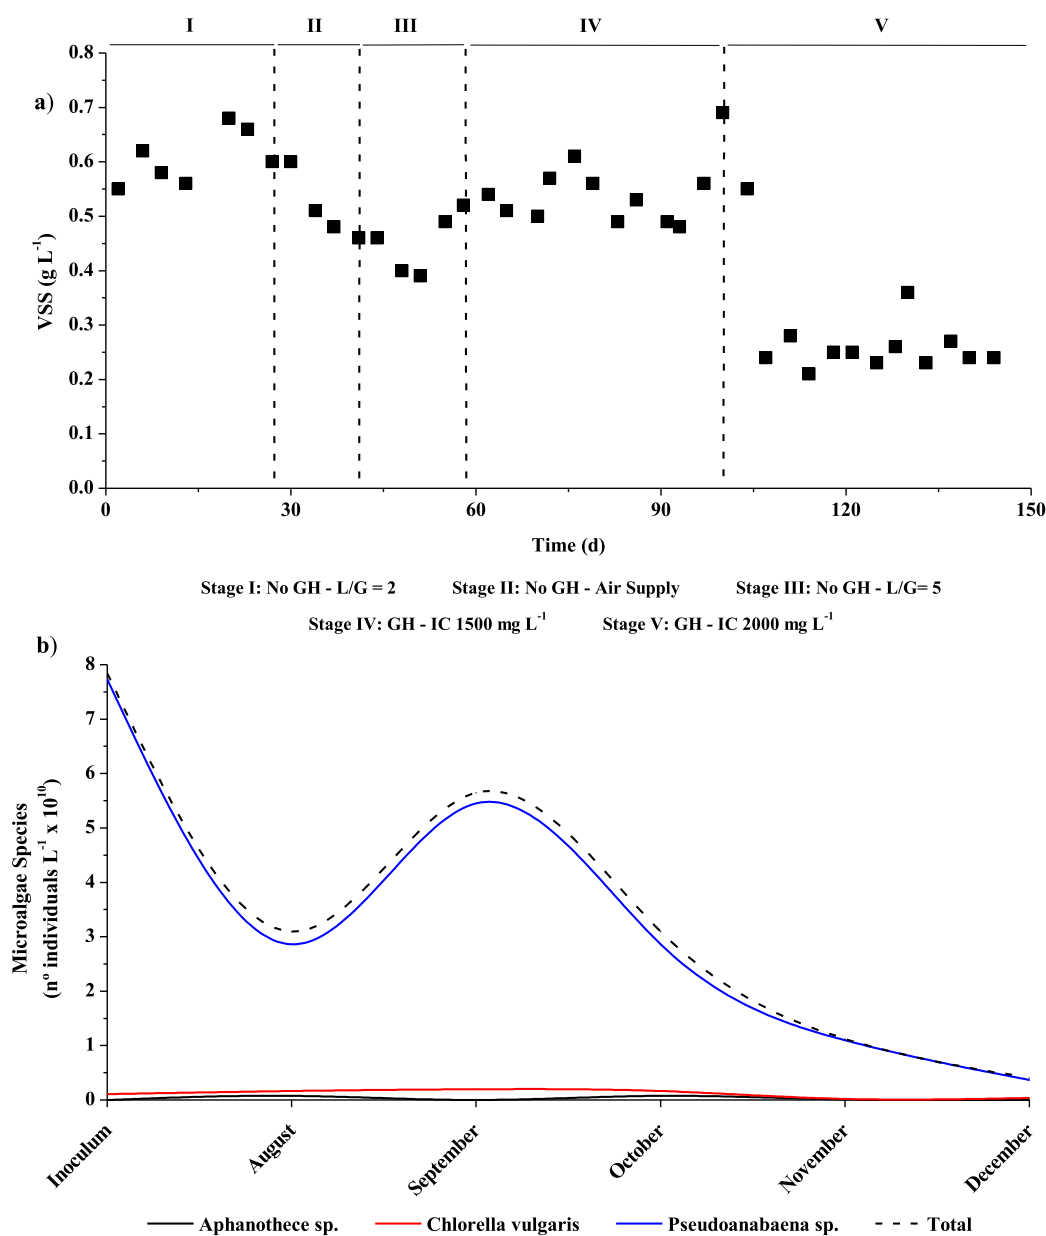 I II III IV V
a)
0.8
0.7
0.6
0.5
0.4
0.3
0.2
0.1
0.0
VSS (g L⁻¹)
0 30 60 90 120 150
Time (d)
Stage I: No GH - L/G = 2 Stage II: No GH - Air Supply Stage III: No GH - L/G= 5
Stage IV: GH - IC 1500 mg L⁻¹ Stage V: GH - IC 2000 mg L⁻¹
b)
8
7
6
5
4
3
2
1
0
Microalgae Species
(nº individuals L⁻¹ x 10¹⁰)
Inoculum August September October November December
Aphanothece sp. Chlorella vulgaris Pseudoanabaena sp. Total